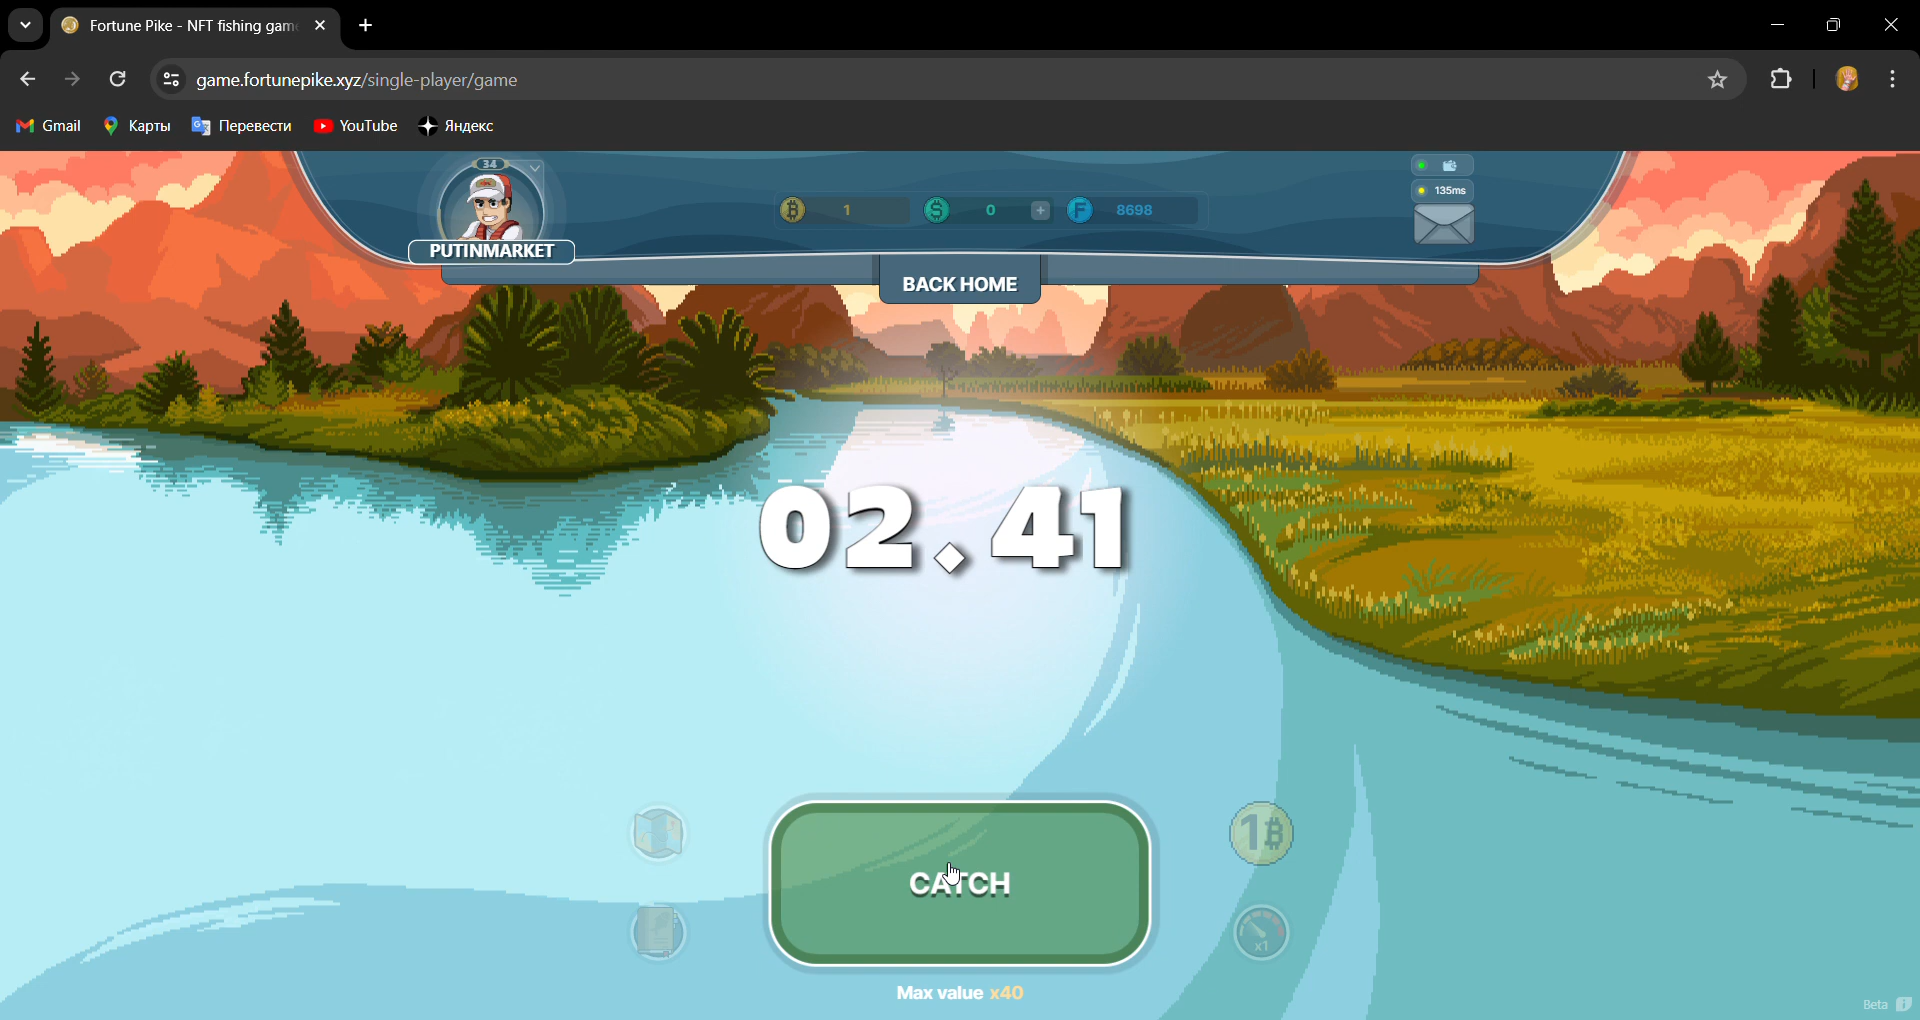 Fortune Pike - NFT fishing gam
game.fortunepike.xyz/single-player/game
Gmail Карты Перевести YouTube Яндекс
34
PUTINMARKET
1 0 + 8698
135ms
BACK HOME
02.41
1
CATCH
x1
Max value x40
Beta